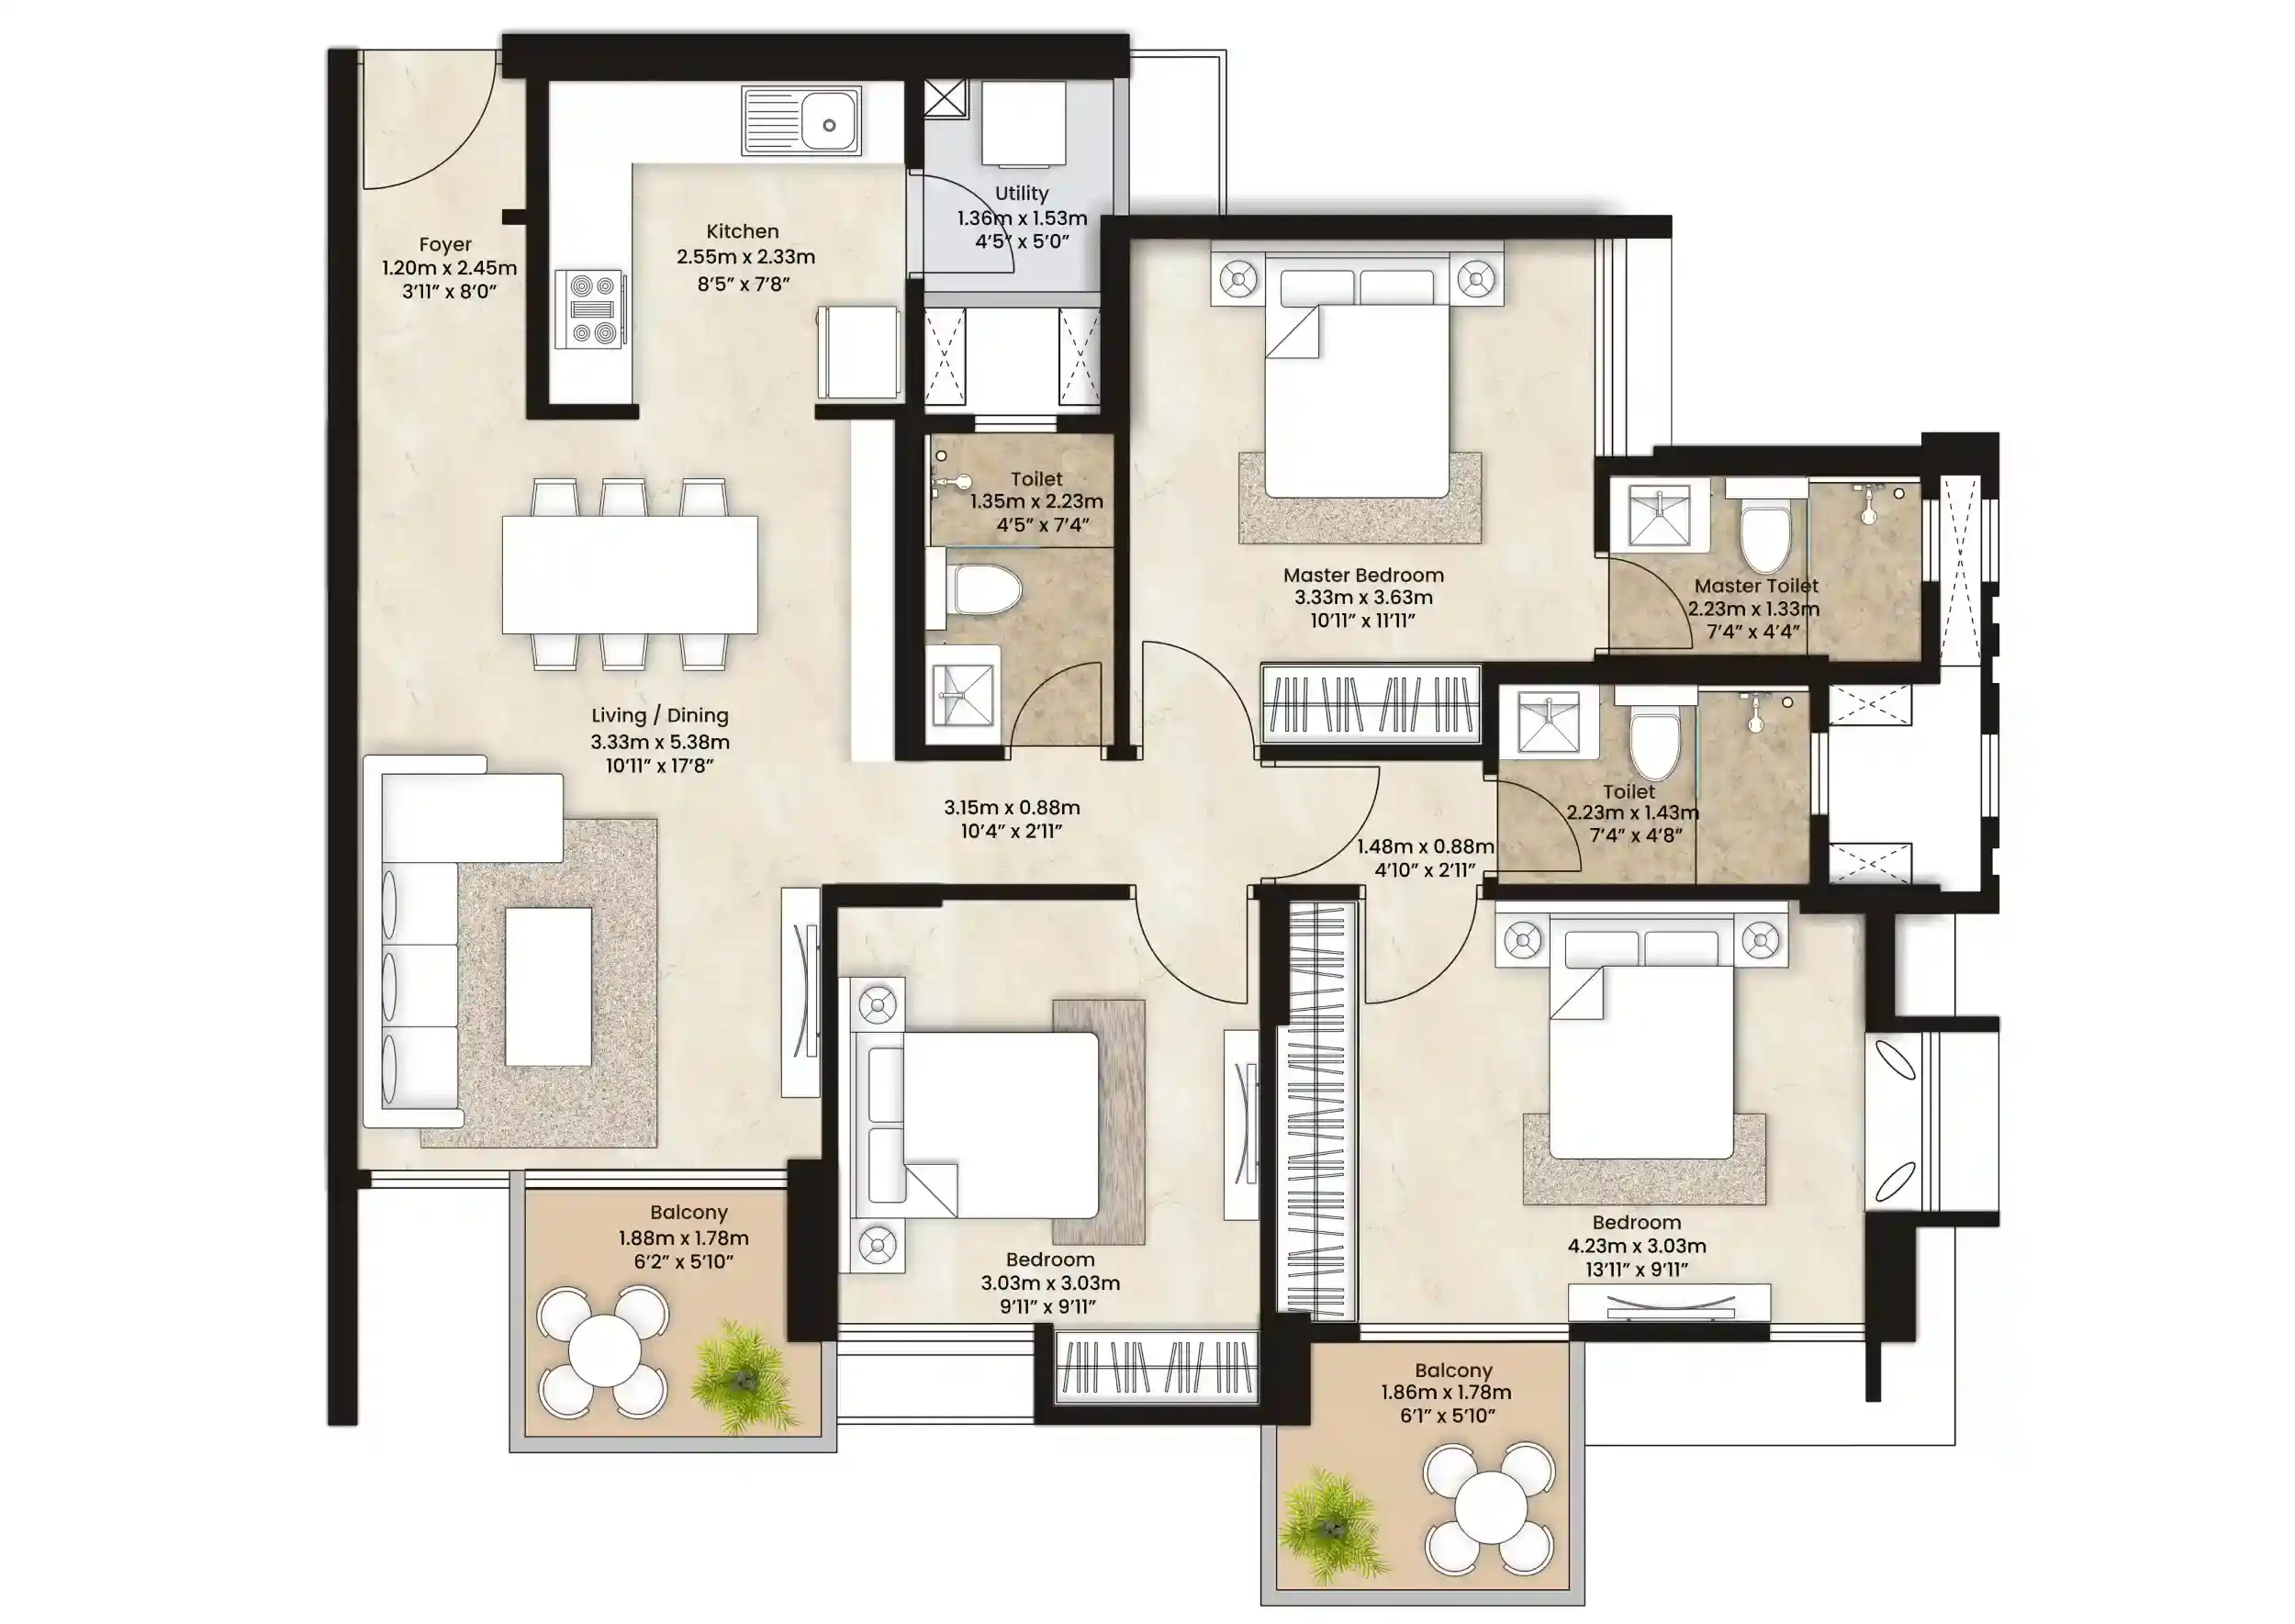 Foyer
1.20m x 2.45m
3'11" x 8'0"
Kitchen
2.55m x 2.33m
8'5" x 7'8"
Utility
1.36m x 1.53m
4'5" x 5'0"
Toilet
1.35m x 2.23m
4'5" x 7'4"
Master Bedroom
3.33m x 3.63m
10'11" x 11'11"
Master Toilet
2.23m x 1.33m
7'4" x 4'4"
Living / Dining
3.33m x 5.38m
10'11" x 17'8"
3.15m x 0.88m
10'4" x 2'11"
1.48m x 0.88m
4'10" x 2'11"
Toilet
2.23m x 1.43m
7'4" x 4'8"
Balcony
1.88m x 1.78m
6'2" x 5'10"
Bedroom
3.03m x 3.03m
9'11" x 9'11"
Bedroom
4.23m x 3.03m
13'11" x 9'11"
Balcony
1.86m x 1.78m
6'1" x 5'10"